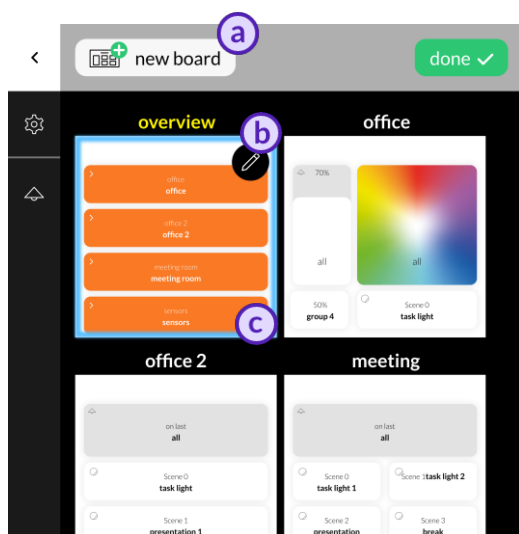 a
new board
done
overview
b
office
office
office
office 2
office 2
meeting room
meeting room
sensors
sensors
c
70%
all
all
50%
group 4
Scene 0
task light
office 2
meeting
on last
all
Scene 0
task light
Scene 1
presentation 1
on last
all
Scene 0
task light 1
Scene 1task light 2
Scene 2
presentation
Scene 3
break